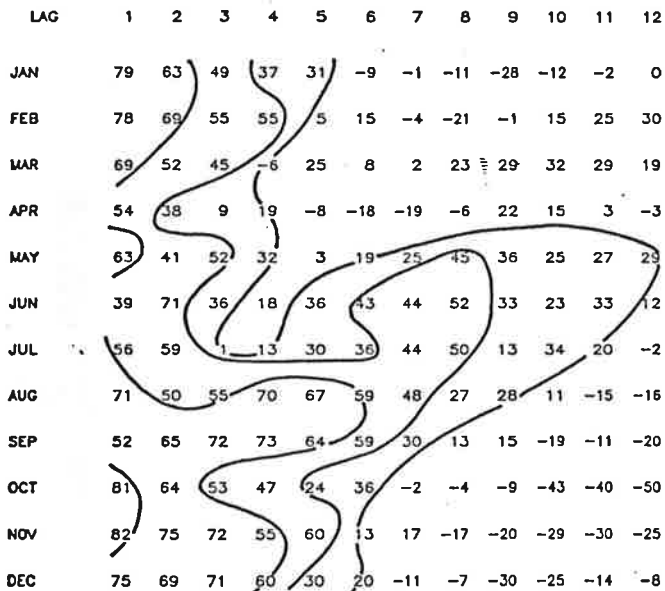 LAG 1 2 3 4 5 6 7 8 9 10 11 12
JAN 79 63 49 37 31 -9 -1 -11 -28 -12 -2 0
FEB 78 69 55 55 5 15 -4 -21 -1 15 25 30
MAR 69 52 45 -6 25 8 2 23 29 32 29 19
APR 54 38 9 19 -8 -18 -19 -6 22 15 3 -3
MAY 63 41 52 32 3 19 25 45 36 25 27 29
JUN 39 71 36 18 36 43 44 52 33 23 33 12
JUL 56 59 1 13 30 36 44 50 13 34 20 -2
AUG 71 50 55 70 67 59 48 27 28 11 -15 -16
SEP 52 65 72 73 64 59 30 13 15 -19 -11 -20
OCT 81 64 53 47 24 36 -2 -4 -9 -43 -40 -50
NOV 82 75 72 55 60 13 17 -17 -20 -29 -30 -25
DEC 75 69 71 60 30 20 -11 -7 -30 -25 -14 -8